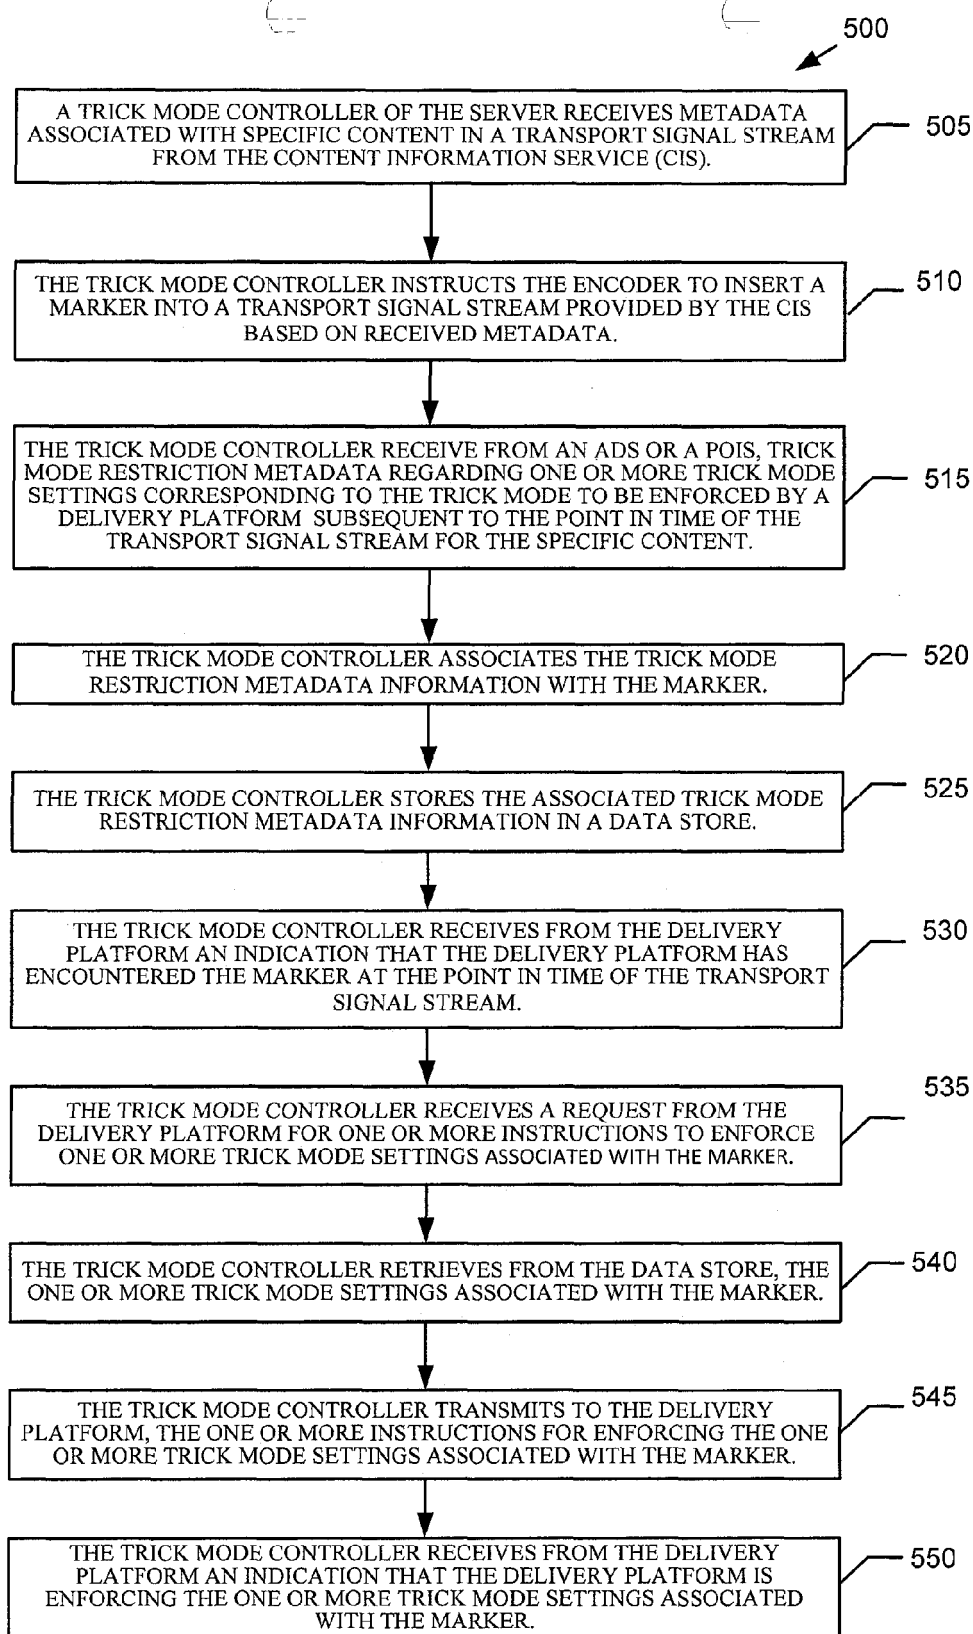 500
A TRICK MODE CONTROLLER OF THE SERVER RECEIVES METADATA
ASSOCIATED WITH SPECIFIC CONTENT IN A TRANSPORT SIGNAL STREAM
FROM THE CONTENT INFORMATION SERVICE (CIS).
505
THE TRICK MODE CONTROLLER INSTRUCTS THE ENCODER TO INSERT A
MARKER INTO A TRANSPORT SIGNAL STREAM PROVIDED BY THE CIS
BASED ON RECEIVED METADATA.
510
THE TRICK MODE CONTROLLER RECEIVE FROM AN ADS OR A POIS, TRICK
MODE RESTRICTION METADATA REGARDING ONE OR MORE TRICK MODE
SETTINGS CORRESPONDING TO THE TRICK MODE TO BE ENFORCED BY A
DELIVERY PLATFORM SUBSEQUENT TO THE POINT IN TIME OF THE
TRANSPORT SIGNAL STREAM FOR THE SPECIFIC CONTENT.
515
THE TRICK MODE CONTROLLER ASSOCIATES THE TRICK MODE
RESTRICTION METADATA INFORMATION WITH THE MARKER.
520
THE TRICK MODE CONTROLLER STORES THE ASSOCIATED TRICK MODE
RESTRICTION METADATA INFORMATION IN A DATA STORE.
525
THE TRICK MODE CONTROLLER RECEIVES FROM THE DELIVERY
PLATFORM AN INDICATION THAT THE DELIVERY PLATFORM HAS
ENCOUNTERED THE MARKER AT THE POINT IN TIME OF THE TRANSPORT
SIGNAL STREAM.
530
THE TRICK MODE CONTROLLER RECEIVES A REQUEST FROM THE
DELIVERY PLATFORM FOR ONE OR MORE INSTRUCTIONS TO ENFORCE
ONE OR MORE TRICK MODE SETTINGS ASSOCIATED WITH THE MARKER.
535
THE TRICK MODE CONTROLLER RETRIEVES FROM THE DATA STORE, THE
ONE OR MORE TRICK MODE SETTINGS ASSOCIATED WITH THE MARKER.
540
THE TRICK MODE CONTROLLER TRANSMITS TO THE DELIVERY
PLATFORM, THE ONE OR MORE INSTRUCTIONS FOR ENFORCING THE ONE
OR MORE TRICK MODE SETTINGS ASSOCIATED WITH THE MARKER.
545
THE TRICK MODE CONTROLLER RECEIVES FROM THE DELIVERY
PLATFORM AN INDICATION THAT THE DELIVERY PLATFORM IS
ENFORCING THE ONE OR MORE TRICK MODE SETTINGS ASSOCIATED
WITH THE MARKER.
550